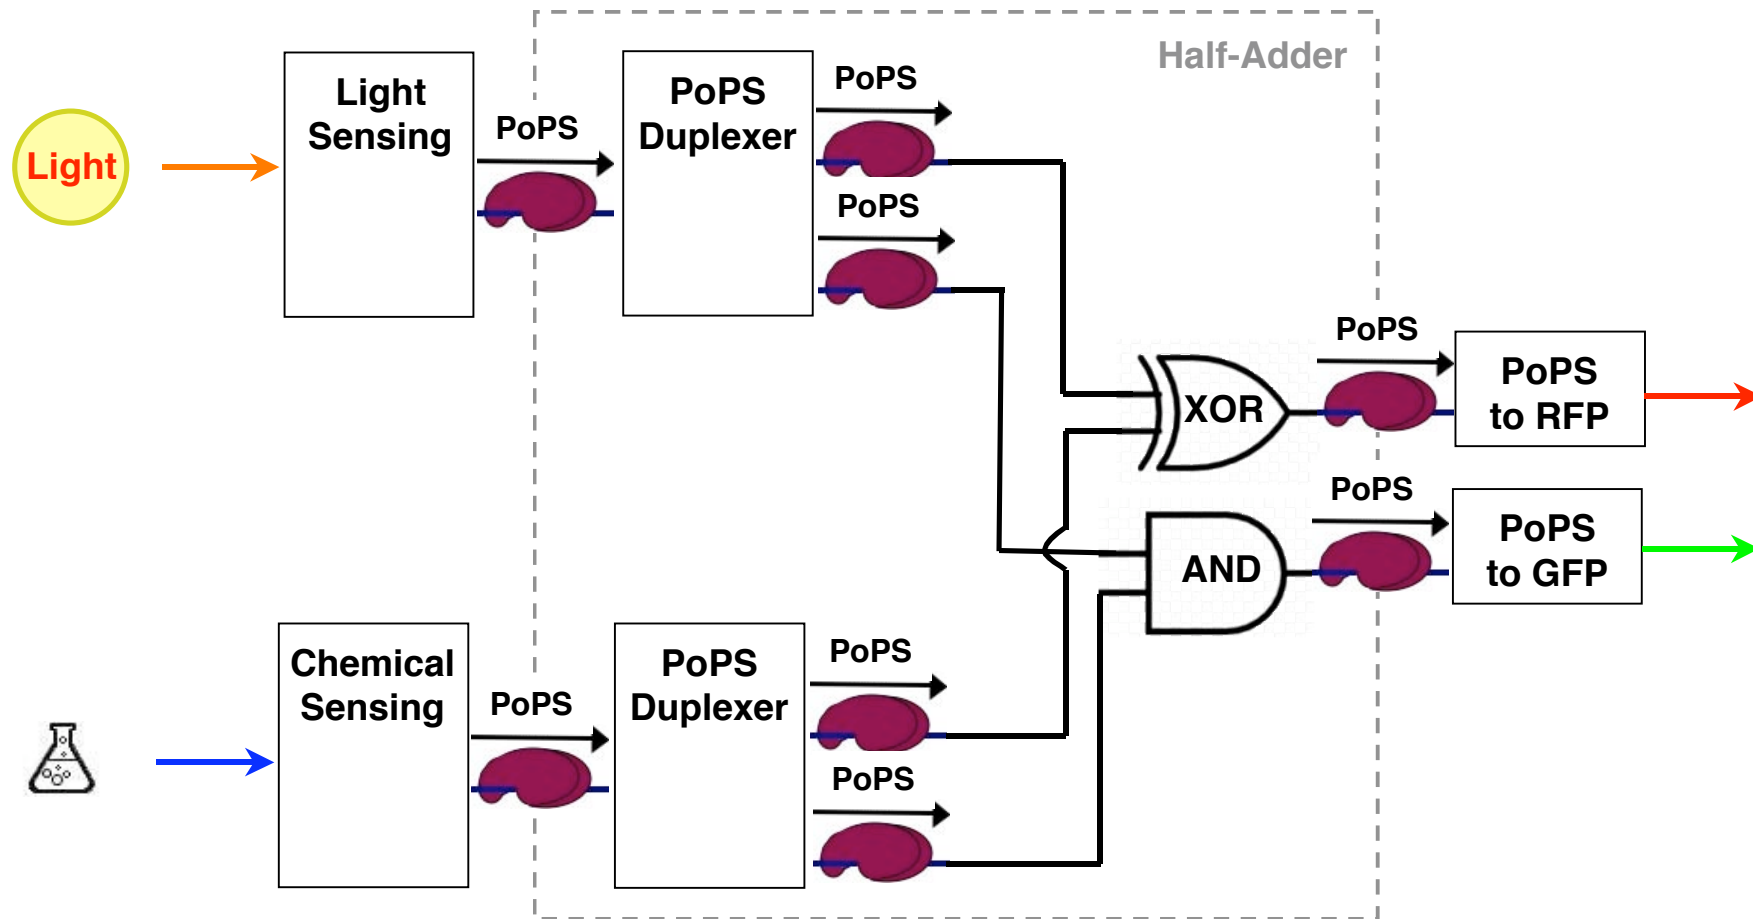 Half-Adder
Light
Light
Sensing
PoPS
PoPS
Duplexer
PoPS
PoPS
XOR
PoPS
PoPS
to RFP
AND
PoPS
PoPS
to GFP
Chemical
Sensing
PoPS
PoPS
Duplexer
PoPS
PoPS